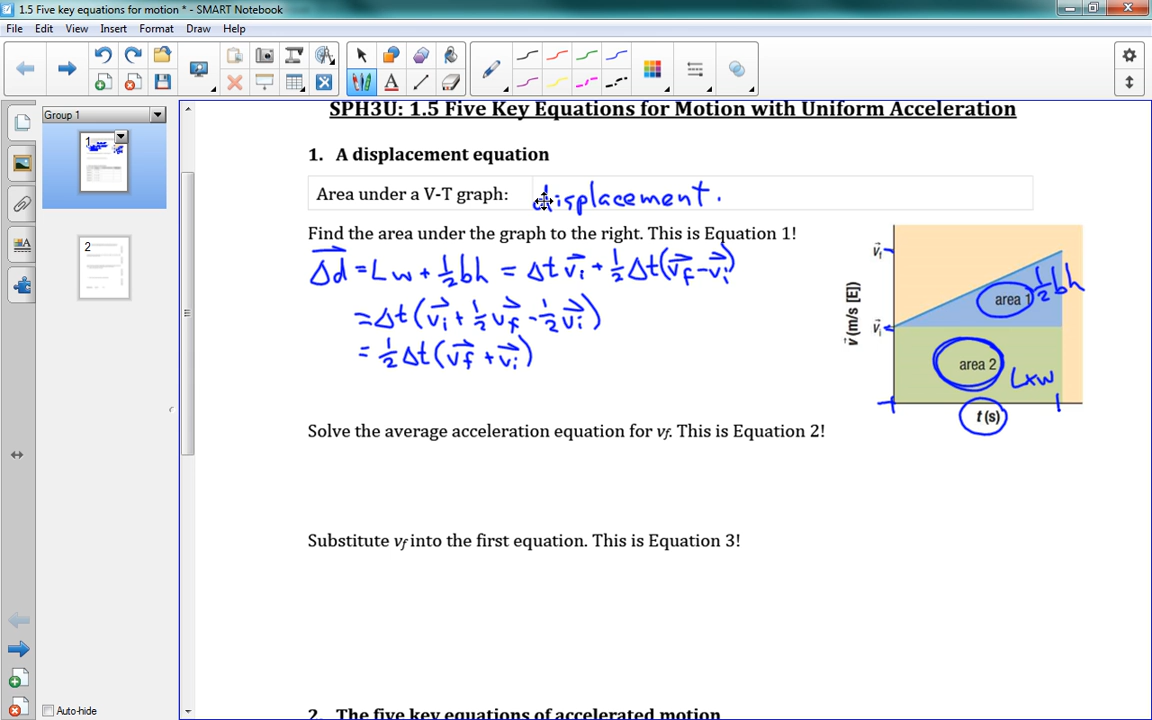 1.5 Five key equations for motion * - SMART Notebook
File Edit View Insert Format Draw Help
Group 1
1
2
Auto-hide
SPH3U: 1.5 Five Key Equations for Motion with Uniform Acceleration
1. A displacement equation
Area under a V-T graph: displacement.
Find the area under the graph to the right. This is Equation 1!
Δd⃗ = Lw + ½bh = Δt v⃗i + ½Δt(v⃗f - v⃗i)
= Δt(v⃗i + ½v⃗f - ½v⃗i)
= ½Δt(v⃗f + v⃗i)
v⃗f
v⃗i
v⃗ (m/s [E])
area 1 ½bh
area 2 Lxw
t (s)
Solve the average acceleration equation for vf. This is Equation 2!
Substitute vf into the first equation. This is Equation 3!
2. The five key equations of accelerated motion